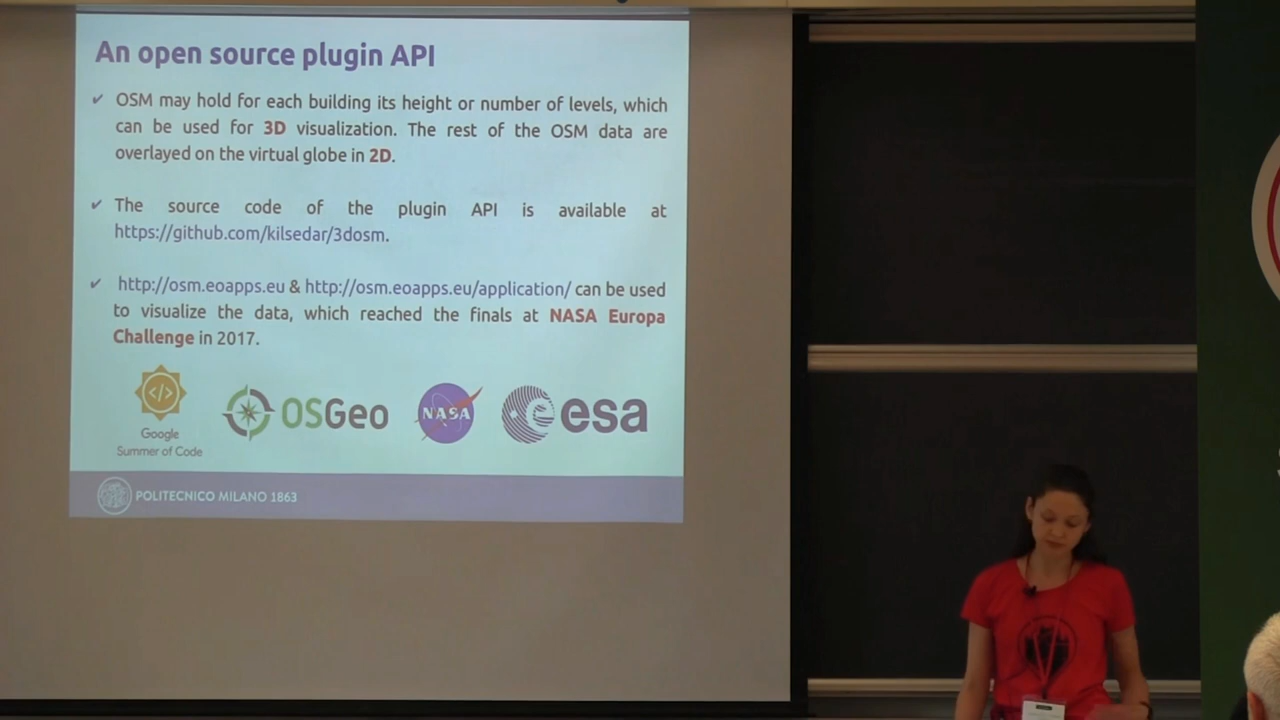 An open source plugin API
✔ OSM may hold for each building its height or number of levels, which
can be used for 3D visualization. The rest of the OSM data are
overlayed on the virtual globe in 2D.
✔ The source code of the plugin API is available at
https://github.com/kilsedar/3dosm.
✔ http://osm.eoapps.eu & http://osm.eoapps.eu/application/ can be used
to visualize the data, which reached the finals at NASA Europa
Challenge in 2017.
</>
Google
Summer of Code
OSGeo
NASA
esa
POLITECNICO MILANO 1863